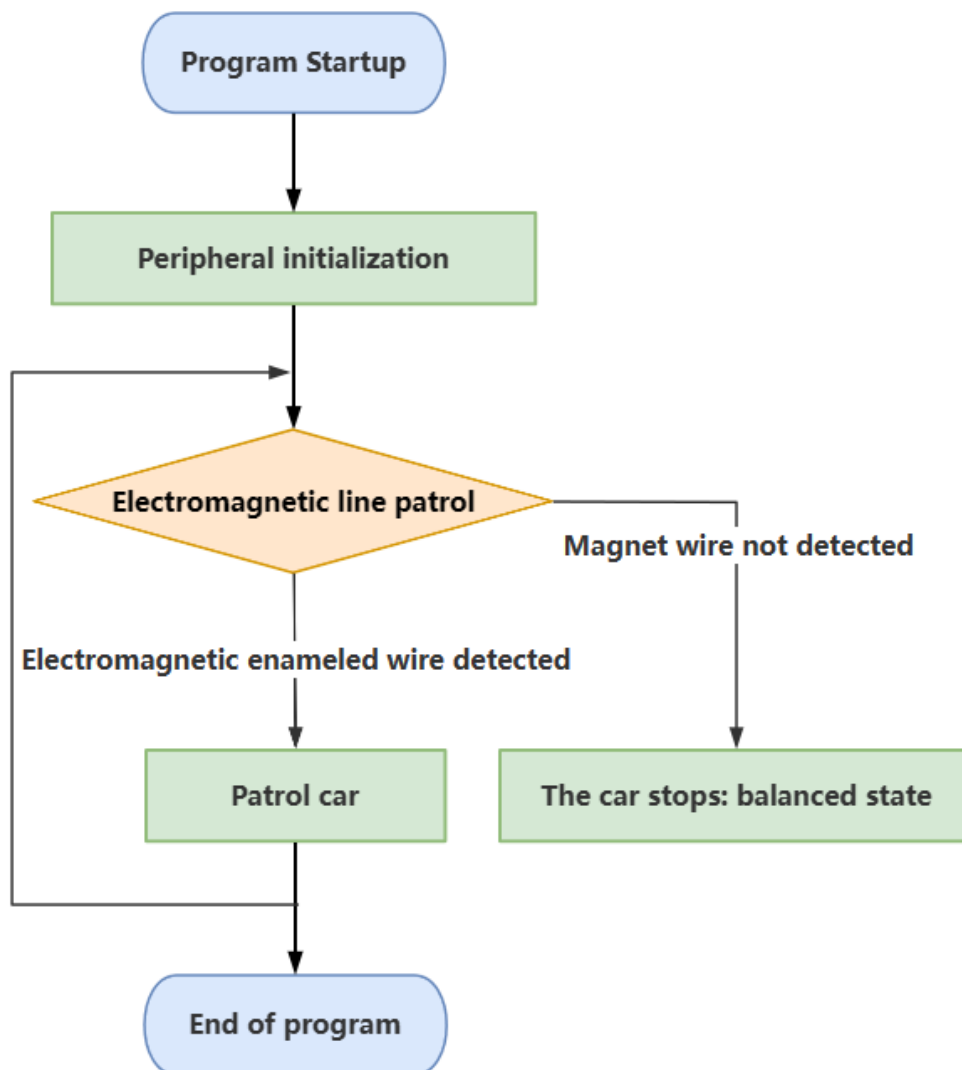 Program Startup
Peripheral initialization
Electromagnetic line patrol
Magnet wire not detected
Electromagnetic enameled wire detected
Patrol car
The car stops: balanced state
End of program